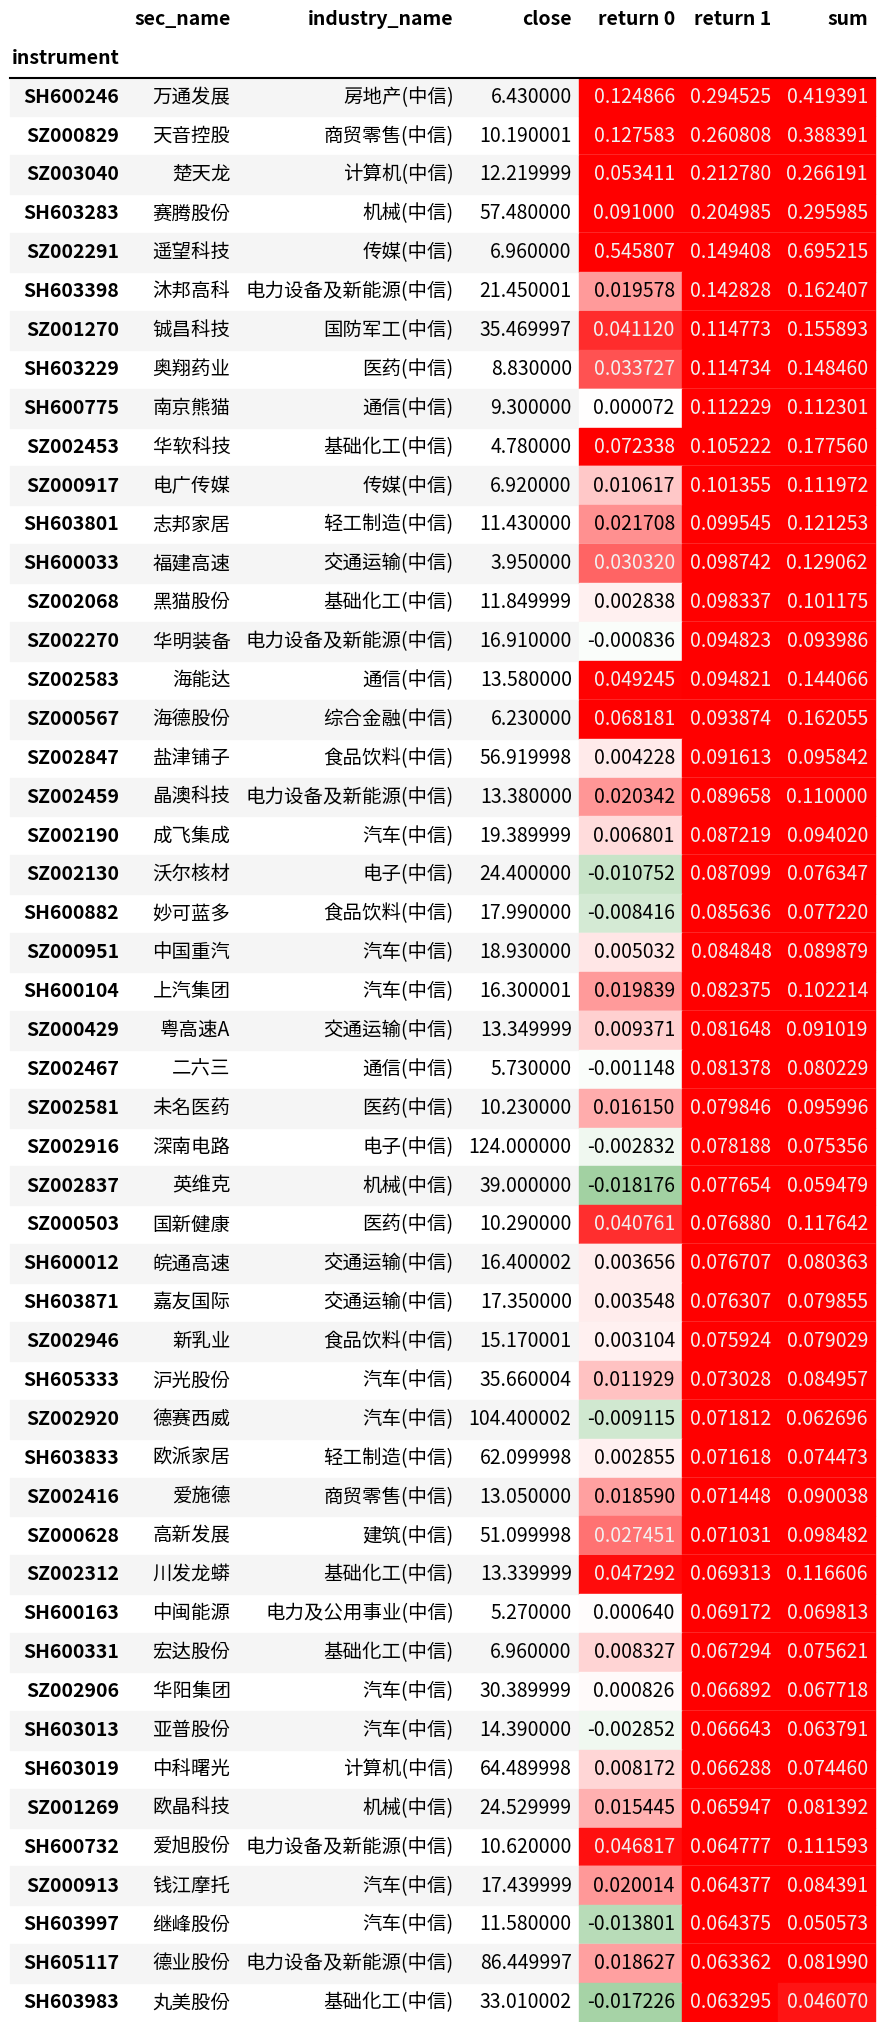 sec_name industry_name close return 0 return 1 sum
instrument
SH600246 万通发展 房地产(中信) 6.430000 0.124866 0.294525 0.419391
SZ000829 天音控股 商贸零售(中信) 10.190001 0.127583 0.260808 0.388391
SZ003040 楚天龙 计算机(中信) 12.219999 0.053411 0.212780 0.266191
SH603283 赛腾股份 机械(中信) 57.480000 0.091000 0.204985 0.295985
SZ002291 遥望科技 传媒(中信) 6.960000 0.545807 0.149408 0.695215
SH603398 沐邦高科 电力设备及新能源(中信) 21.450001 0.019578 0.142828 0.162407
SZ001270 铖昌科技 国防军工(中信) 35.469997 0.041120 0.114773 0.155893
SH603229 奥翔药业 医药(中信) 8.830000 0.033727 0.114734 0.148460
SH600775 南京熊猫 通信(中信) 9.300000 0.000072 0.112229 0.112301
SZ002453 华软科技 基础化工(中信) 4.780000 0.072338 0.105222 0.177560
SZ000917 电广传媒 传媒(中信) 6.920000 0.010617 0.101355 0.111972
SH603801 志邦家居 轻工制造(中信) 11.430000 0.021708 0.099545 0.121253
SH600033 福建高速 交通运输(中信) 3.950000 0.030320 0.098742 0.129062
SZ002068 黑猫股份 基础化工(中信) 11.849999 0.002838 0.098337 0.101175
SZ002270 华明装备 电力设备及新能源(中信) 16.910000 -0.000836 0.094823 0.093986
SZ002583 海能达 通信(中信) 13.580000 0.049245 0.094821 0.144066
SZ000567 海德股份 综合金融(中信) 6.230000 0.068181 0.093874 0.162055
SZ002847 盐津铺子 食品饮料(中信) 56.919998 0.004228 0.091613 0.095842
SZ002459 晶澳科技 电力设备及新能源(中信) 13.380000 0.020342 0.089658 0.110000
SZ002190 成飞集成 汽车(中信) 19.389999 0.006801 0.087219 0.094020
SZ002130 沃尔核材 电子(中信) 24.400000 -0.010752 0.087099 0.076347
SH600882 妙可蓝多 食品饮料(中信) 17.990000 -0.008416 0.085636 0.077220
SZ000951 中国重汽 汽车(中信) 18.930000 0.005032 0.084848 0.089879
SH600104 上汽集团 汽车(中信) 16.300001 0.019839 0.082375 0.102214
SZ000429 粤高速A 交通运输(中信) 13.349999 0.009371 0.081648 0.091019
SZ002467 二六三 通信(中信) 5.730000 -0.001148 0.081378 0.080229
SZ002581 未名医药 医药(中信) 10.230000 0.016150 0.079846 0.095996
SZ002916 深南电路 电子(中信) 124.000000 -0.002832 0.078188 0.075356
SZ002837 英维克 机械(中信) 39.000000 -0.018176 0.077654 0.059479
SZ000503 国新健康 医药(中信) 10.290000 0.040761 0.076880 0.117642
SH600012 皖通高速 交通运输(中信) 16.400002 0.003656 0.076707 0.080363
SH603871 嘉友国际 交通运输(中信) 17.350000 0.003548 0.076307 0.079855
SZ002946 新乳业 食品饮料(中信) 15.170001 0.003104 0.075924 0.079029
SH605333 沪光股份 汽车(中信) 35.660004 0.011929 0.073028 0.084957
SZ002920 德赛西威 汽车(中信) 104.400002 -0.009115 0.071812 0.062696
SH603833 欧派家居 轻工制造(中信) 62.099998 0.002855 0.071618 0.074473
SZ002416 爱施德 商贸零售(中信) 13.050000 0.018590 0.071448 0.090038
SZ000628 高新发展 建筑(中信) 51.099998 0.027451 0.071031 0.098482
SZ002312 川发龙蟒 基础化工(中信) 13.339999 0.047292 0.069313 0.116606
SH600163 中闽能源 电力及公用事业(中信) 5.270000 0.000640 0.069172 0.069813
SH600331 宏达股份 基础化工(中信) 6.960000 0.008327 0.067294 0.075621
SZ002906 华阳集团 汽车(中信) 30.389999 0.000826 0.066892 0.067718
SH603013 亚普股份 汽车(中信) 14.390000 -0.002852 0.066643 0.063791
SH603019 中科曙光 计算机(中信) 64.489998 0.008172 0.066288 0.074460
SZ001269 欧晶科技 机械(中信) 24.529999 0.015445 0.065947 0.081392
SH600732 爱旭股份 电力设备及新能源(中信) 10.620000 0.046817 0.064777 0.111593
SZ000913 钱江摩托 汽车(中信) 17.439999 0.020014 0.064377 0.084391
SH603997 继峰股份 汽车(中信) 11.580000 -0.013801 0.064375 0.050573
SH605117 德业股份 电力设备及新能源(中信) 86.449997 0.018627 0.063362 0.081990
SH603983 丸美股份 基础化工(中信) 33.010002 -0.017226 0.063295 0.046070